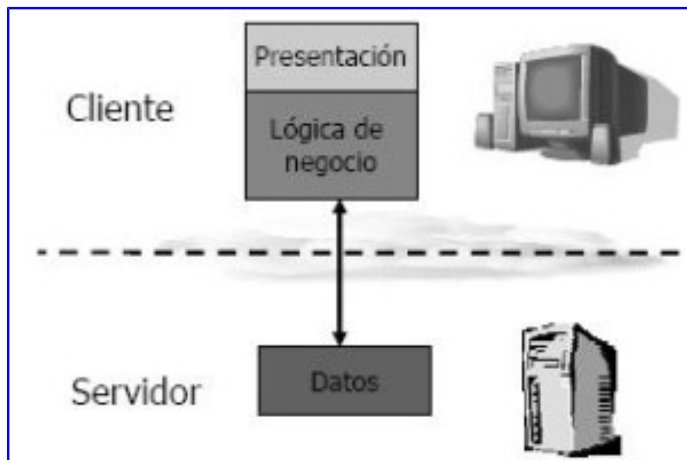 Presentación
Cliente
Lógica de
negocio
Servidor
Datos